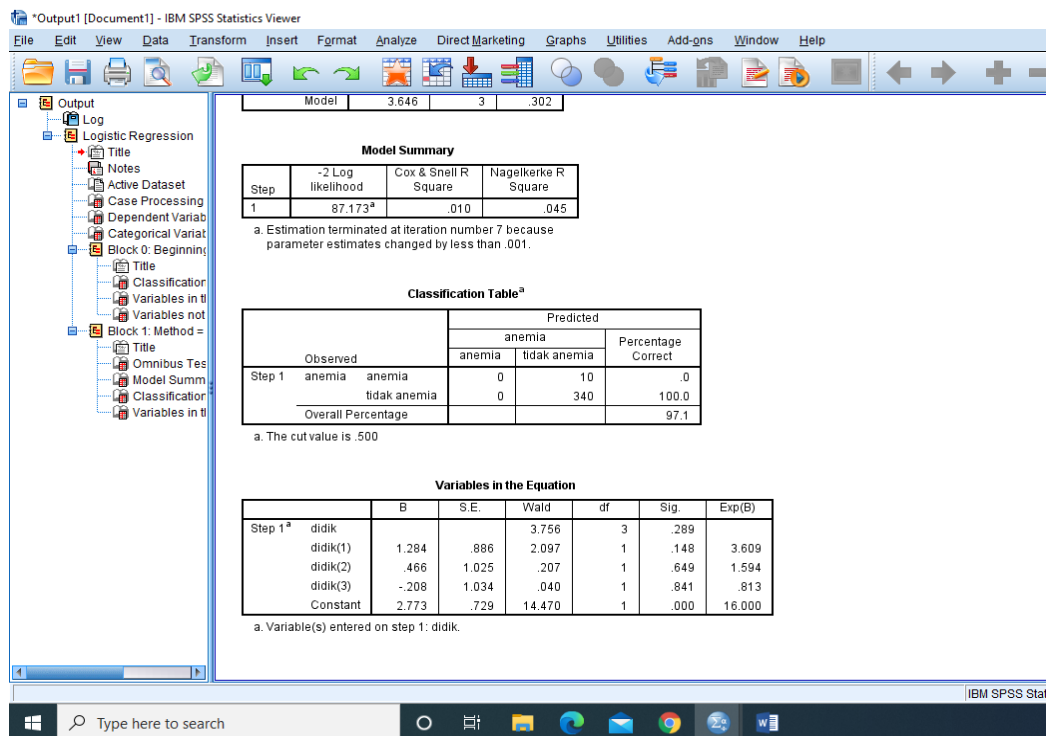 *Output1 [Document1] - IBM SPSS Statistics Viewer
File Edit View Data Transform Insert Format Analyze Direct Marketing Graphs Utilities Add-ons Window Help
Output
Log
Logistic Regression
Title
Notes
Active Dataset
Case Processing
Dependent Variab
Categorical Variat
Block 0: Beginning
Title
Classification
Variables in tl
Variables not
Block 1: Method =
Title
Omnibus Tes
Model Summ
Classification
Variables in tl
Model 3.646 3 .302
Model Summary
Step -2 Log likelihood Cox & Snell R Square Nagelkerke R Square
1 87.173a .010 .045
a. Estimation terminated at iteration number 7 because
parameter estimates changed by less than .001.
Classification Tablea
Predicted
anemia Percentage Correct
Observed anemia tidak anemia
Step 1 anemia anemia 0 10 .0
tidak anemia 0 340 100.0
Overall Percentage 97.1
a. The cut value is .500
Variables in the Equation
B S.E. Wald df Sig. Exp(B)
Step 1a didik 3.756 3 .289
didik(1) 1.284 .886 2.097 1 .148 3.609
didik(2) .466 1.025 .207 1 .649 1.594
didik(3) -.208 1.034 .040 1 .841 .813
Constant 2.773 .729 14.470 1 .000 16.000
a. Variable(s) entered on step 1: didik.
IBM SPSS Stat
Type here to search